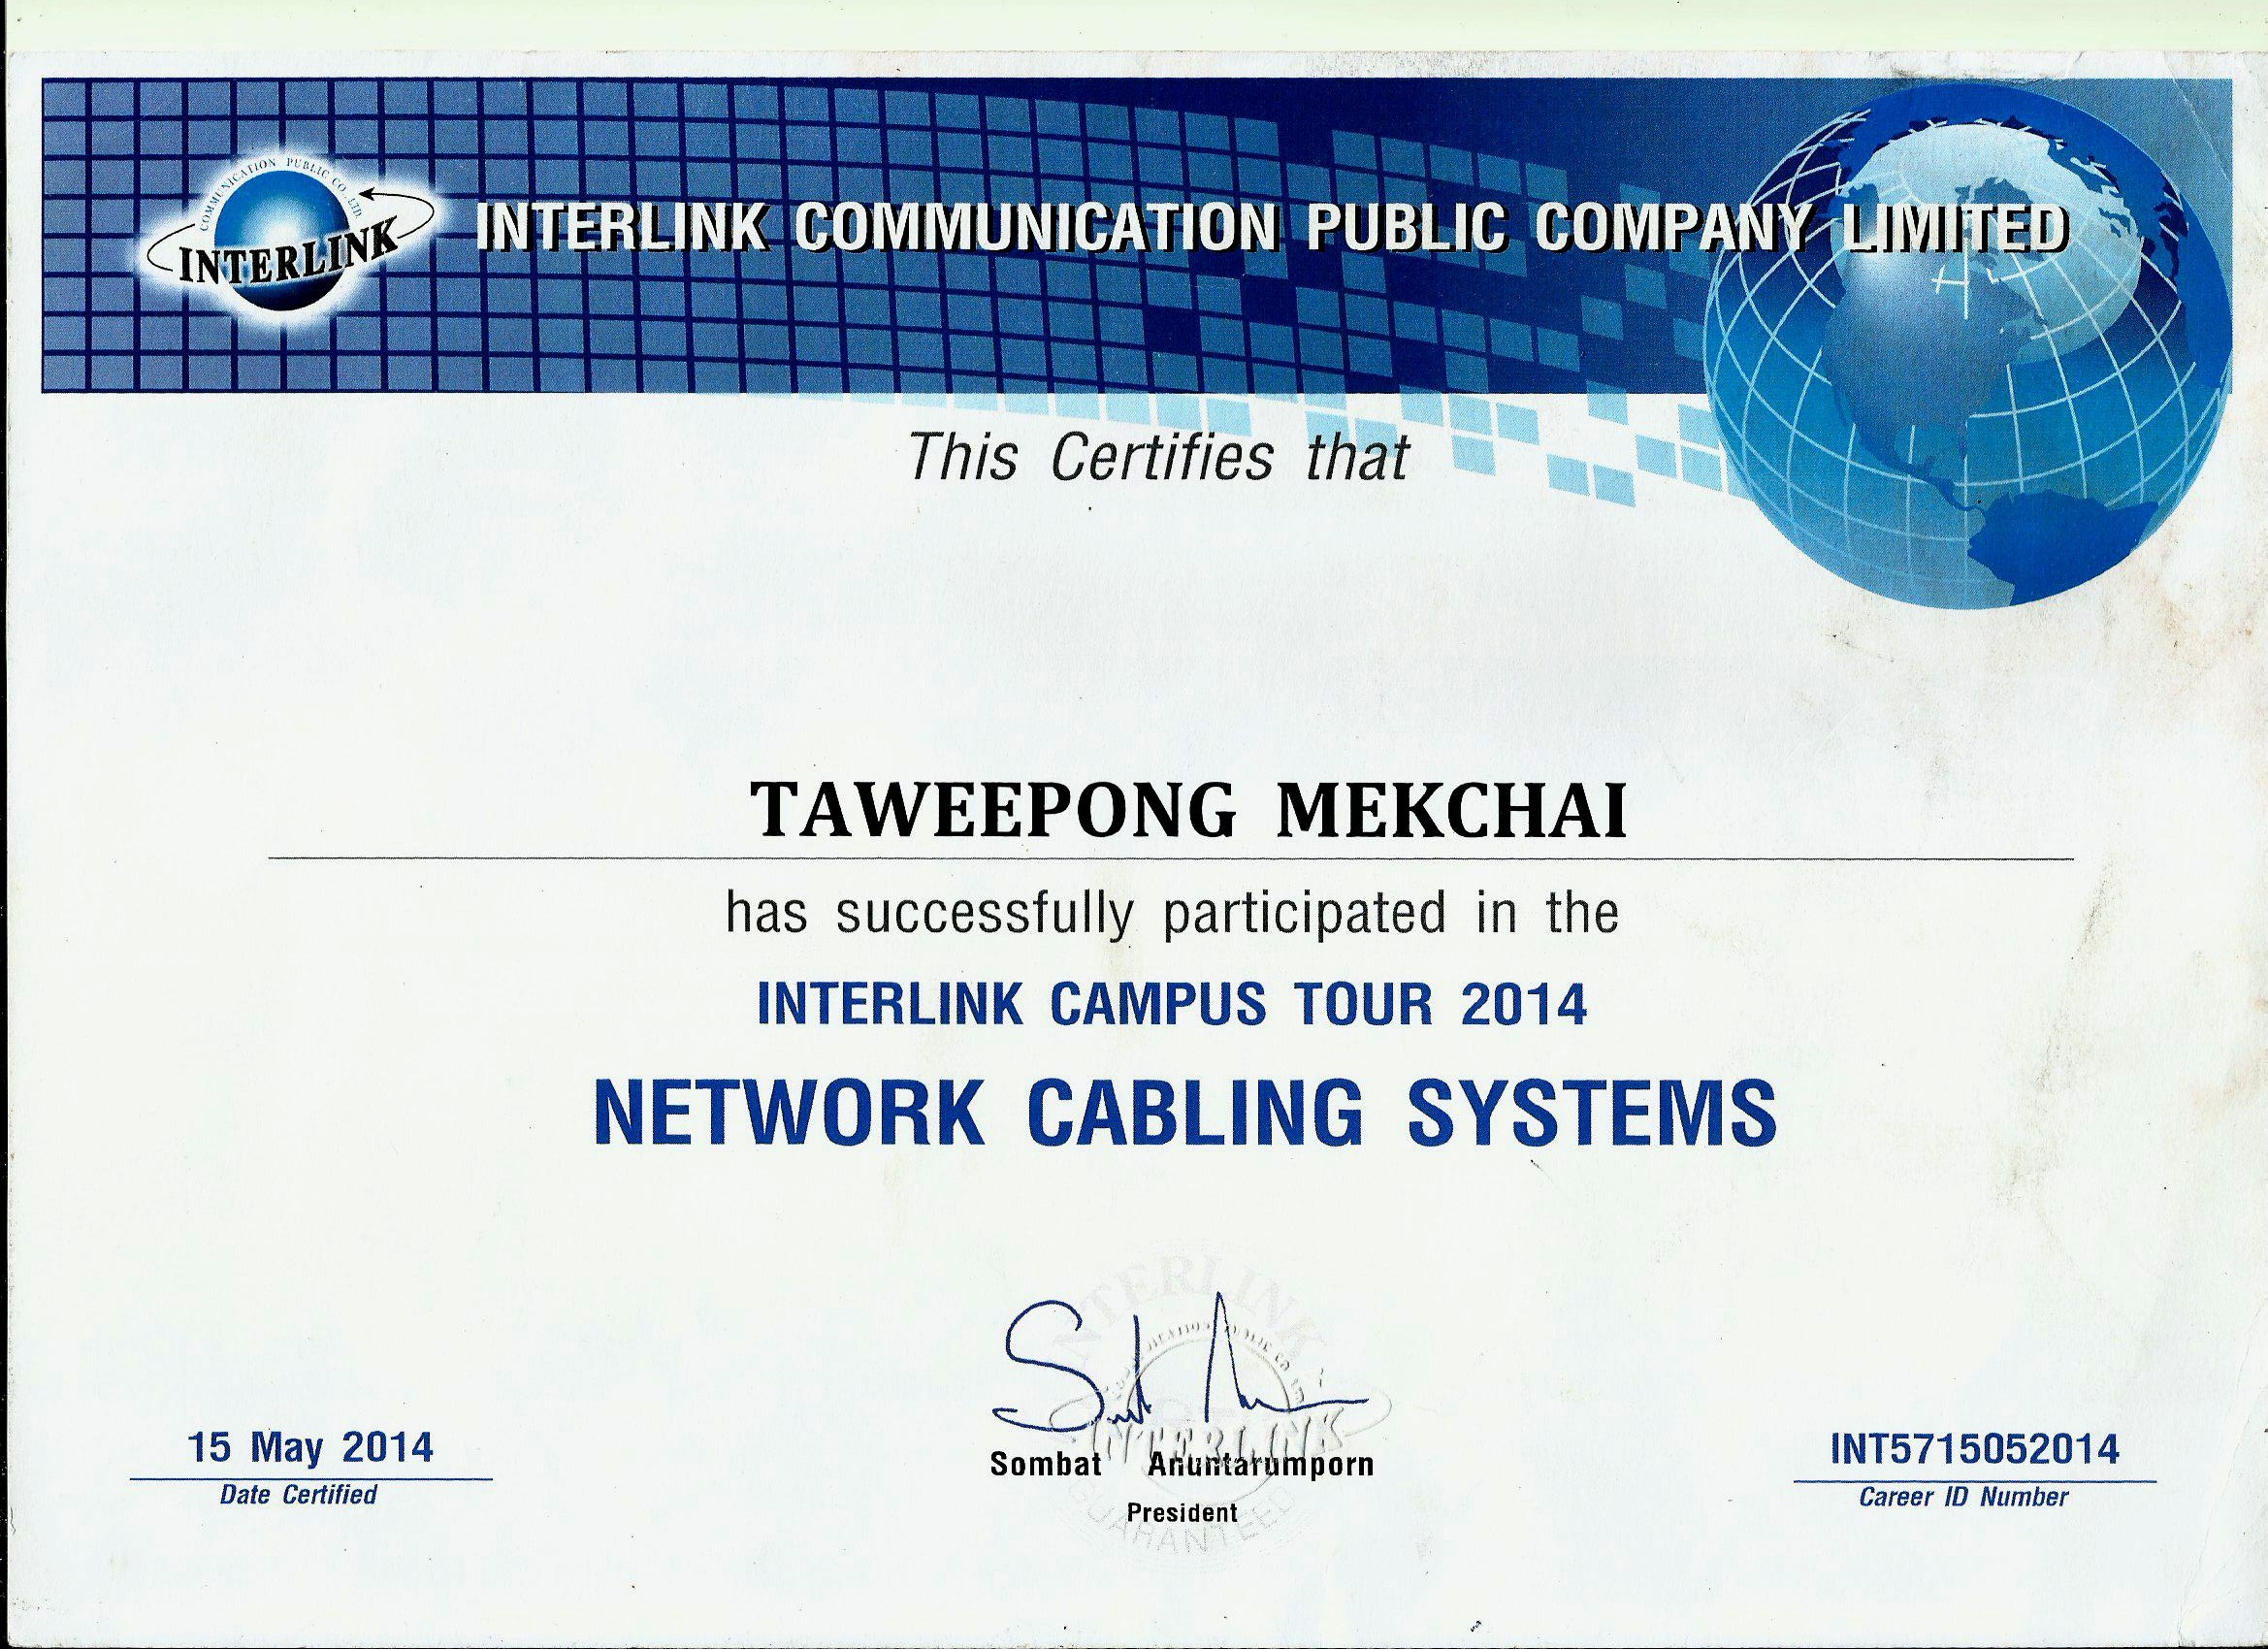 COMMUNICATION PUBLIC CO., LTD.
INTERLINK
INTERLINK COMMUNICATION PUBLIC COMPANY LIMITED
This Certifies that
TAWEEPONG MEKCHAI
has successfully participated in the
INTERLINK CAMPUS TOUR 2014
NETWORK CABLING SYSTEMS
INTERLINK
INTERLINK
15 May 2014
Date Certified
Sombat Anuntarumporn
President
GUARANTEED
INT5715052014
Career ID Number